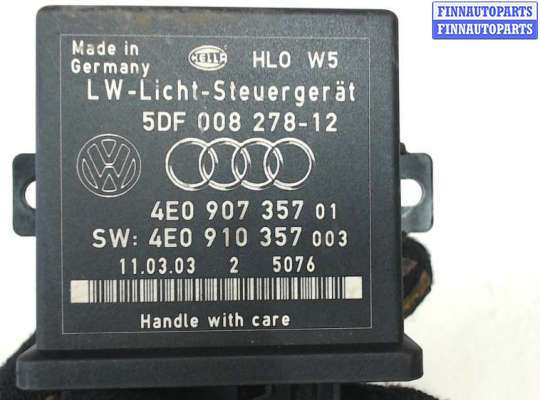 FINNAUTOPARTS
FINNAUTOPARTS
Made in
Germany
HELLA
HLO W5
LW-Licht-Steuergerät
5DF 008 278-12
4E0 907 357 01
SW: 4E0 910 357 003
11.03.03 2 5076
Handle with care